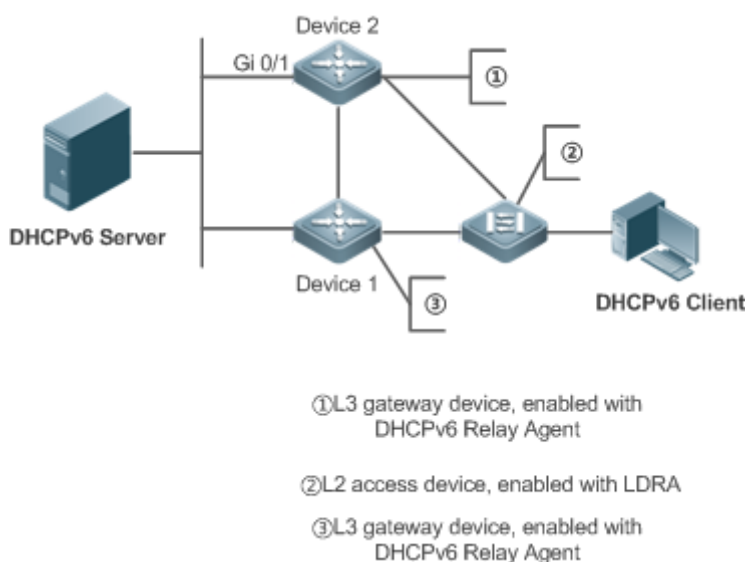 Device 2
Gi 0/1
①
②
DHCPv6 Server
Device 1
③
DHCPv6 Client
①L3 gateway device, enabled with
DHCPv6 Relay Agent
②L2 access device, enabled with LDRA
③L3 gateway device, enabled with
DHCPv6 Relay Agent